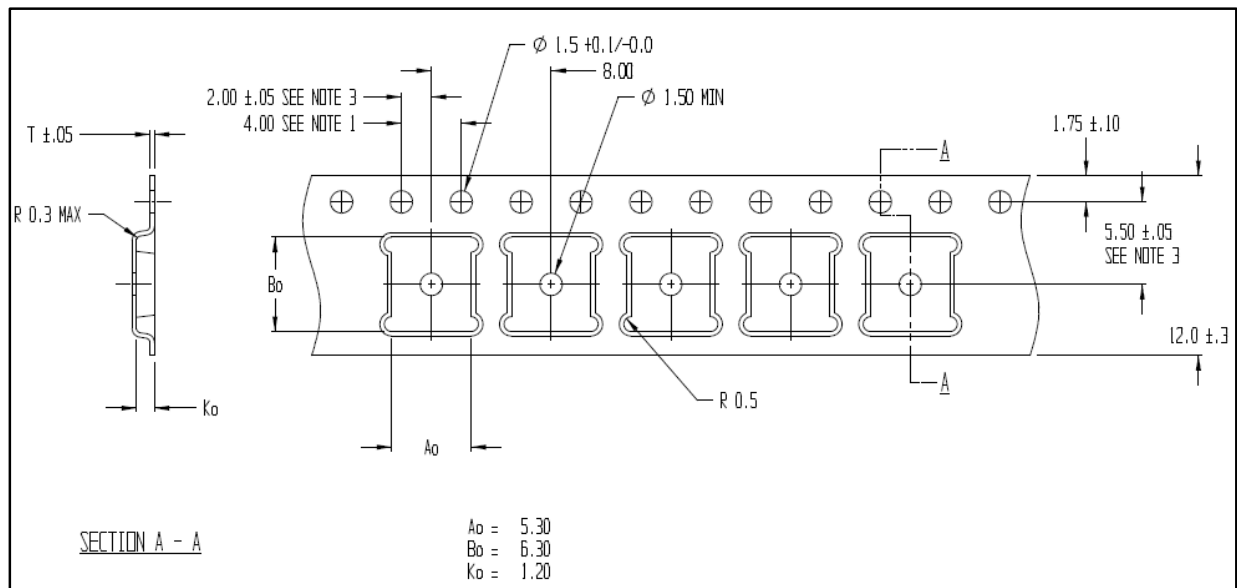 Ø 1.5 +0.1/-0.0
8.00
2.00 ±.05 SEE NOTE 3
Ø 1.50 MIN
4.00 SEE NOTE 1
T ±.05
1.75 ±.10
A
R 0.3 MAX
5.50 ±.05
SEE NOTE 3
Bo
12.0 ±.3
A
R 0.5
Ko
Ao
SECTION A - A
Ao = 5.30
Bo = 6.30
Ko = 1.20